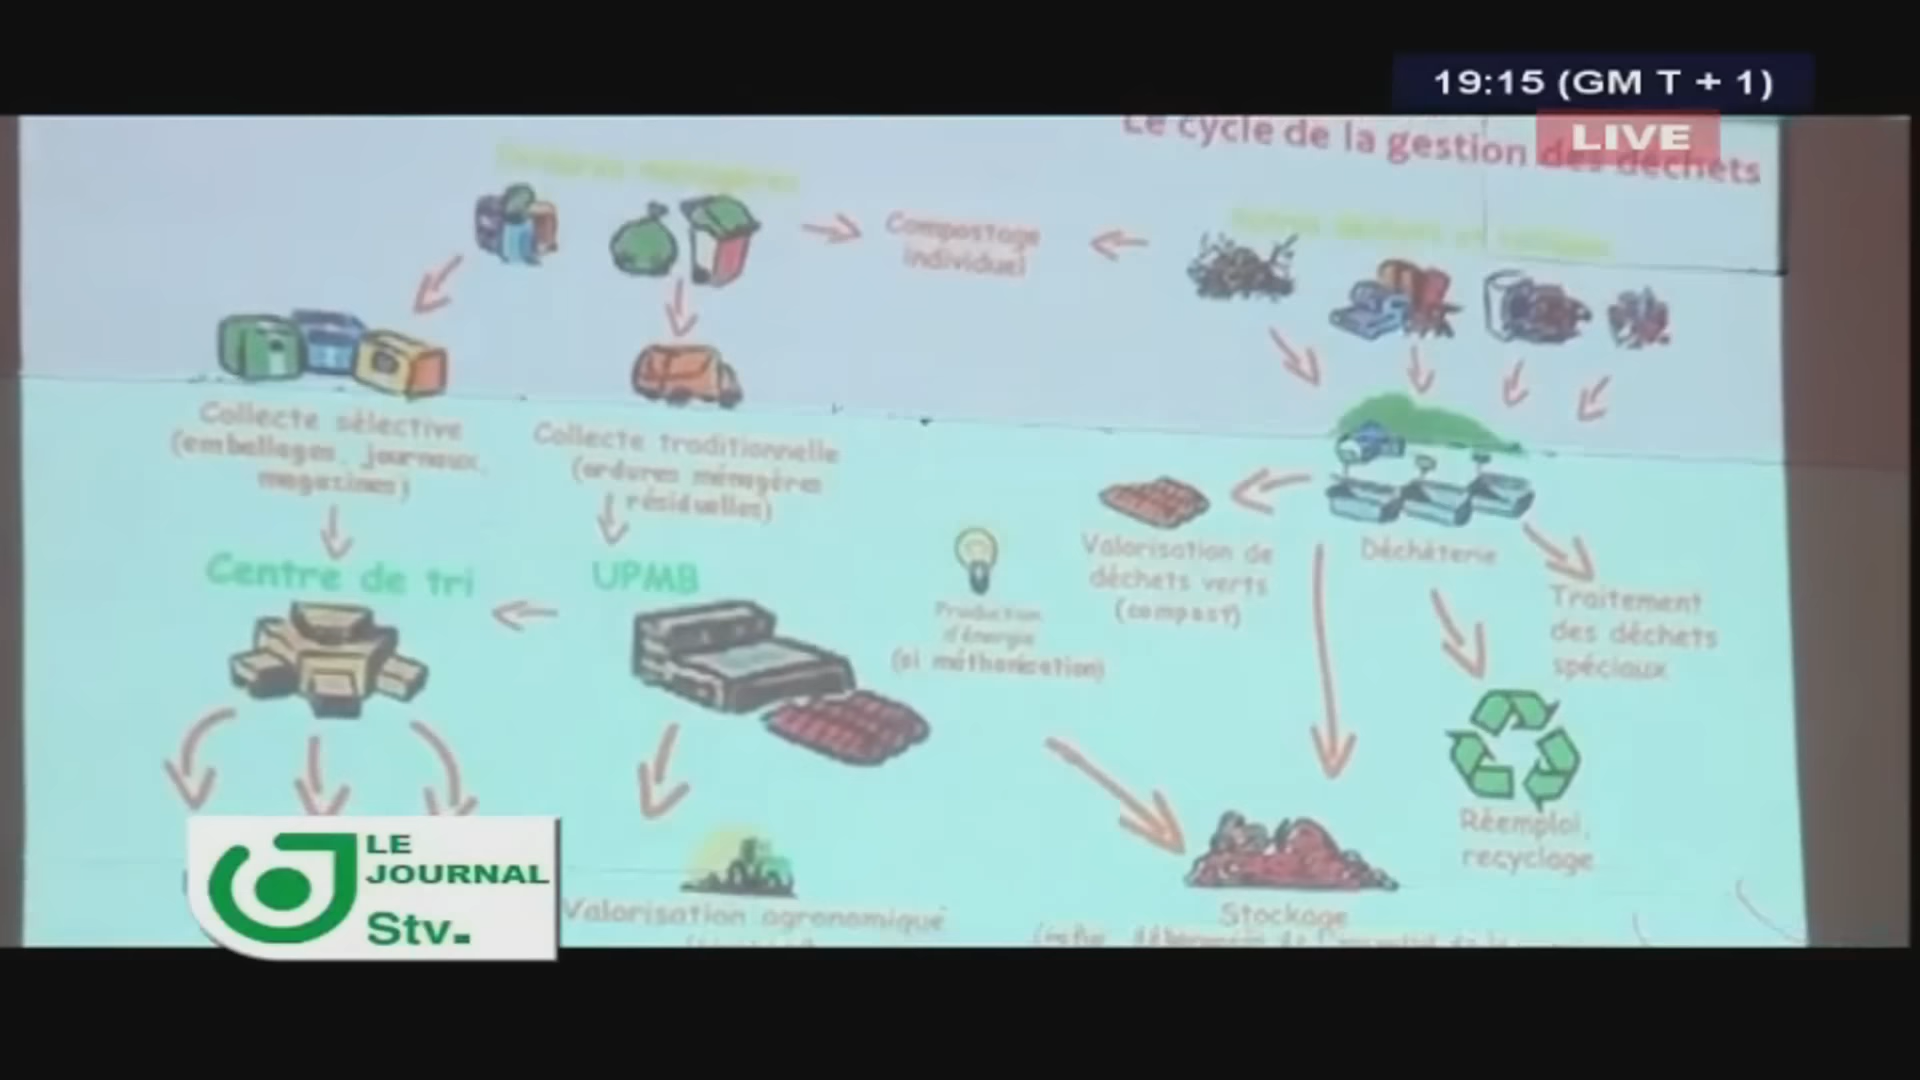 19:15 (GM T + 1)
LIVE
Le cycle de la gestion des déchets
Compostage
individuel
Collecte sélective
(emballages, journaux,
magazines)
Collecte traditionnelle
(ordures ménagères
résiduelles)
Centre de tri
UPMB
Production
d'énergie
(si méthanisation)
Valorisation de
déchets verts
(compost)
Déchèterie
Traitement
des déchets
spéciaux
Réemploi,
recyclage
Valorisation agronomique
Stockage
LE
JOURNAL
Stv.